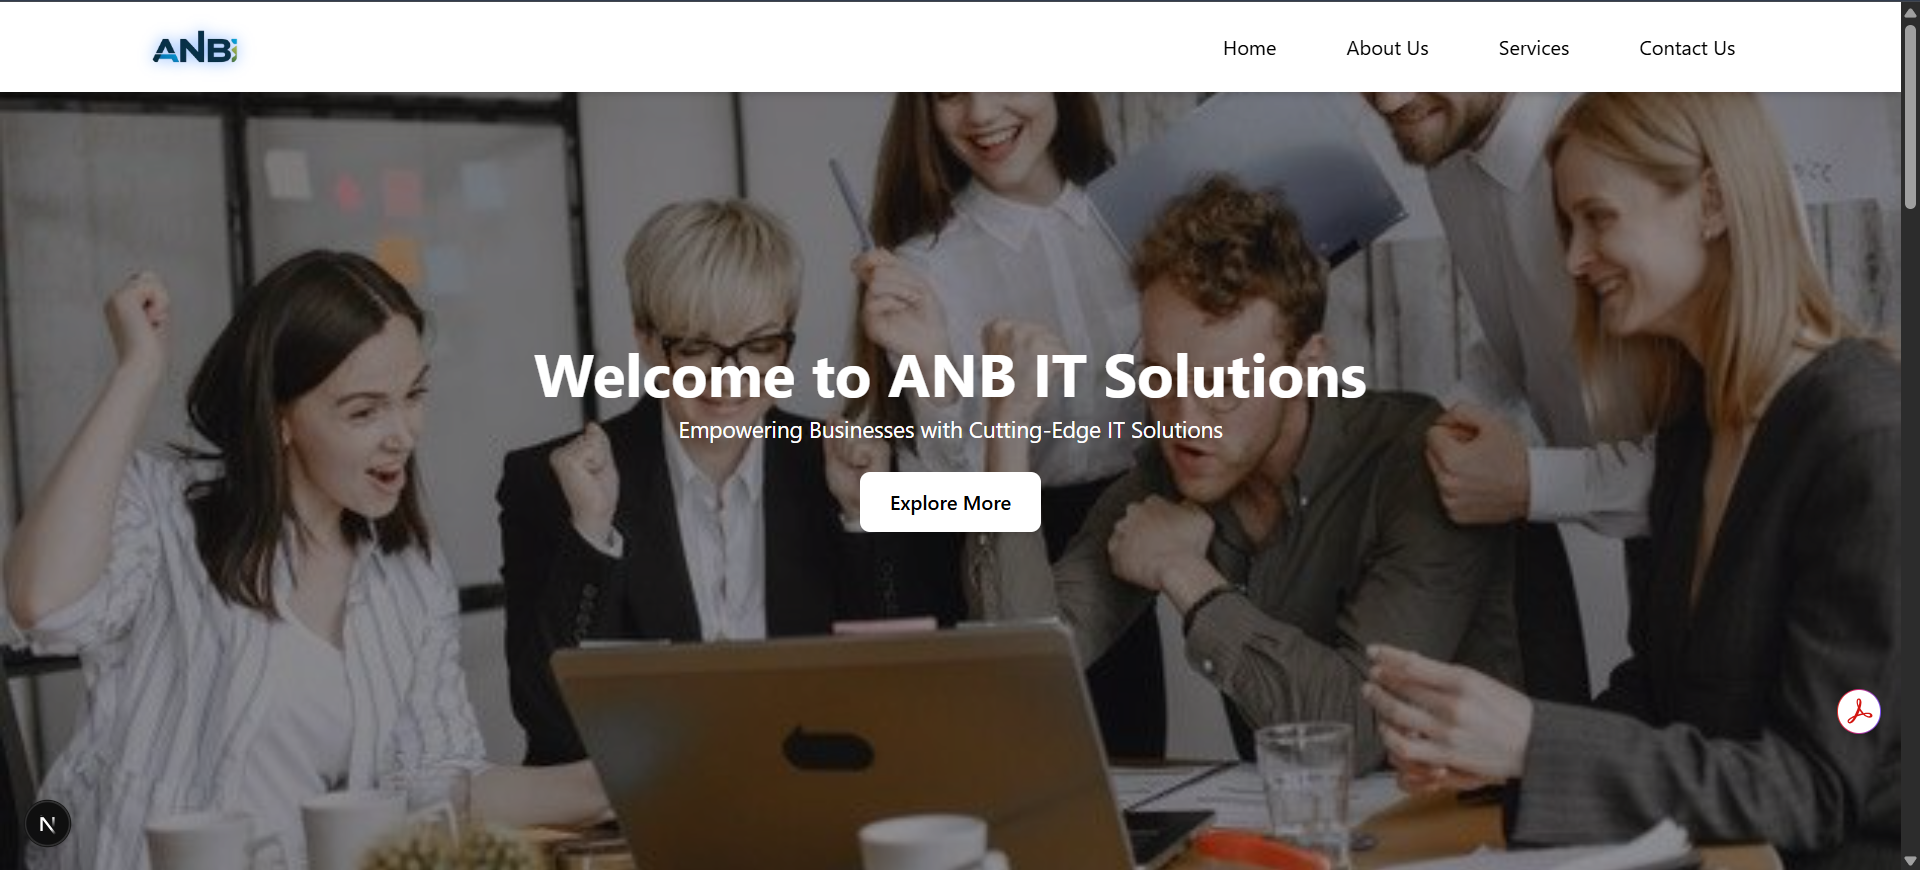 ANB
Home
About Us
Services
Contact Us
Welcome to ANB IT Solutions
Empowering Businesses with Cutting-Edge IT Solutions
Explore More
N